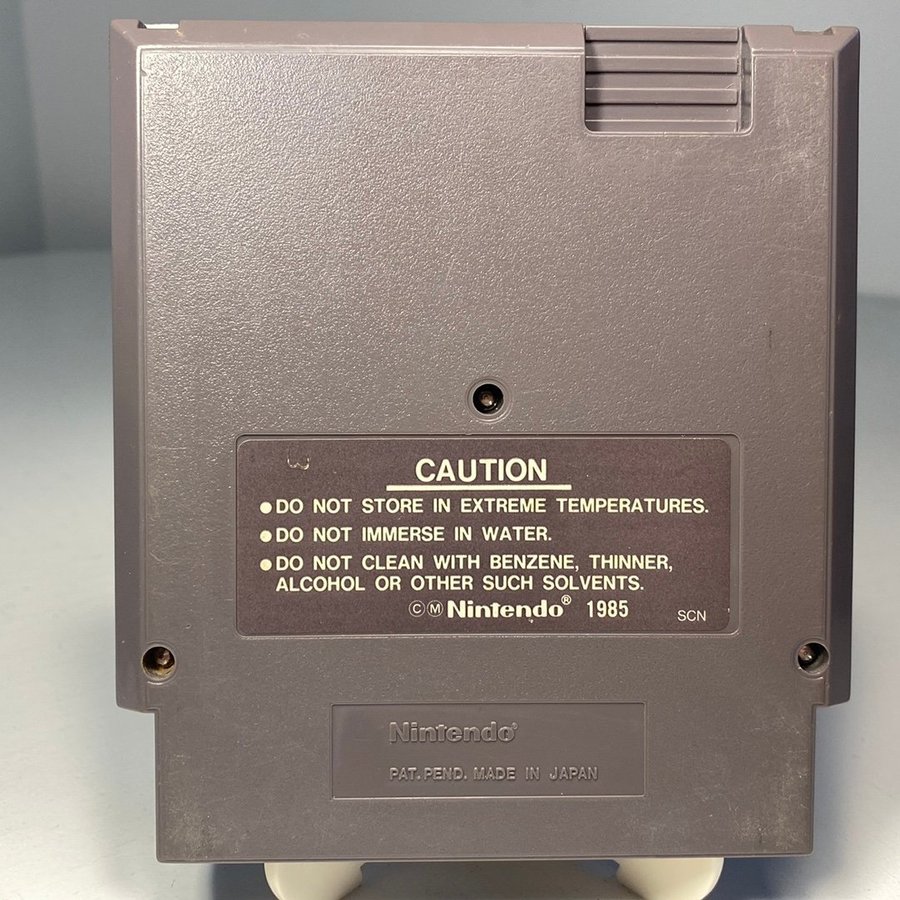 CAUTION
●DO NOT STORE IN EXTREME TEMPERATURES.
●DO NOT IMMERSE IN WATER.
●DO NOT CLEAN WITH BENZENE, THINNER,
ALCOHOL OR OTHER SUCH SOLVENTS.
ⒸⓂ Nintendo® 1985
SCN
Nintendo®
PAT. PEND. MADE IN JAPAN